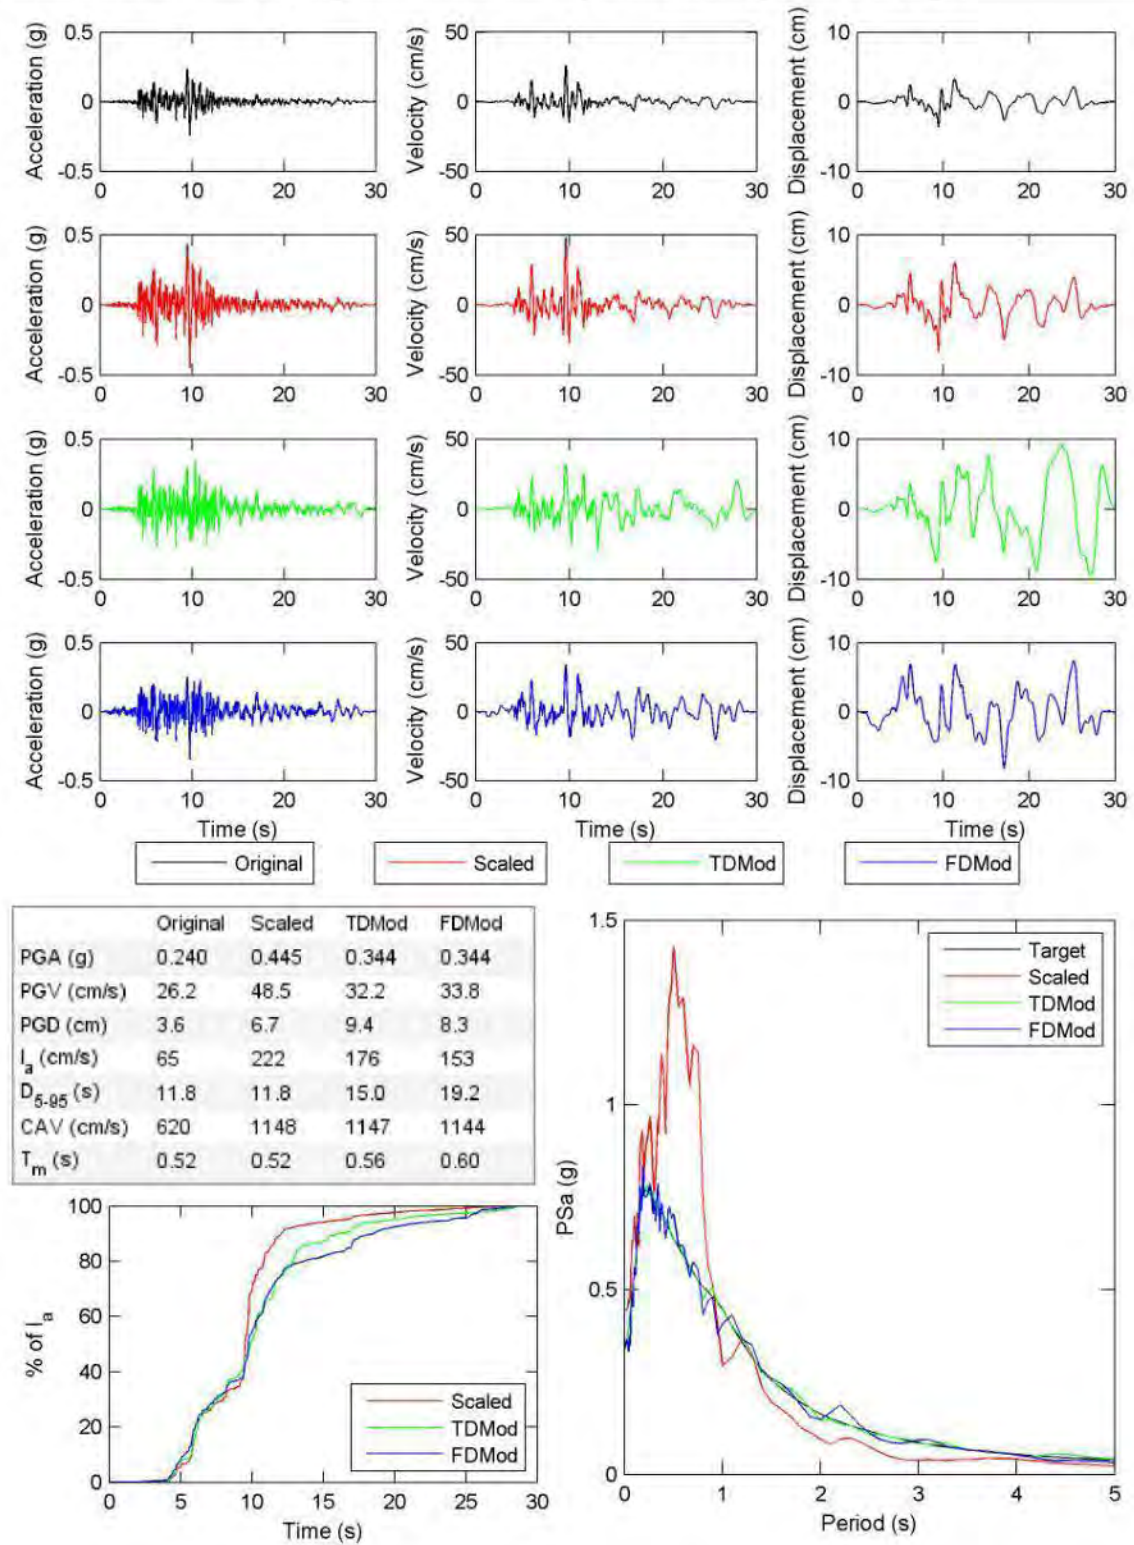 Acceleration (g)
0.5
0
-0.5
0 10 20 30
Velocity (cm/s)
50
0
-50
0 10 20 30
Displacement (cm)
10
0
-10
0 10 20 30
Acceleration (g)
0.5
0
-0.5
0 10 20 30
Velocity (cm/s)
50
0
-50
0 10 20 30
Displacement (cm)
10
0
-10
0 10 20 30
Acceleration (g)
0.5
0
-0.5
0 10 20 30
Velocity (cm/s)
50
0
-50
0 10 20 30
Displacement (cm)
10
0
-10
0 10 20 30
Acceleration (g)
0.5
0
-0.5
0 10 20 30
Time (s)
Velocity (cm/s)
50
0
-50
0 10 20 30
Time (s)
Displacement (cm)
10
0
-10
0 10 20 30
Time (s)
Original Scaled TDMod FDMod
Original Scaled TDMod FDMod
PGA (g) 0.240 0.445 0.344 0.344
PGV (cm/s) 26.2 48.5 32.2 33.8
PGD (cm) 3.6 6.7 9.4 8.3
Ia (cm/s) 65 222 176 153
D5-95 (s) 11.8 11.8 15.0 19.2
CAV (cm/s) 620 1148 1147 1144
Tm (s) 0.52 0.52 0.56 0.60
% of Ia
100
80
60
40
20
0
0 5 10 15 20 25 30
Time (s)
Scaled
TDMod
FDMod
PSa (g)
1.5
1
0.5
0
0 1 2 3 4 5
Period (s)
Target
Scaled
TDMod
FDMod